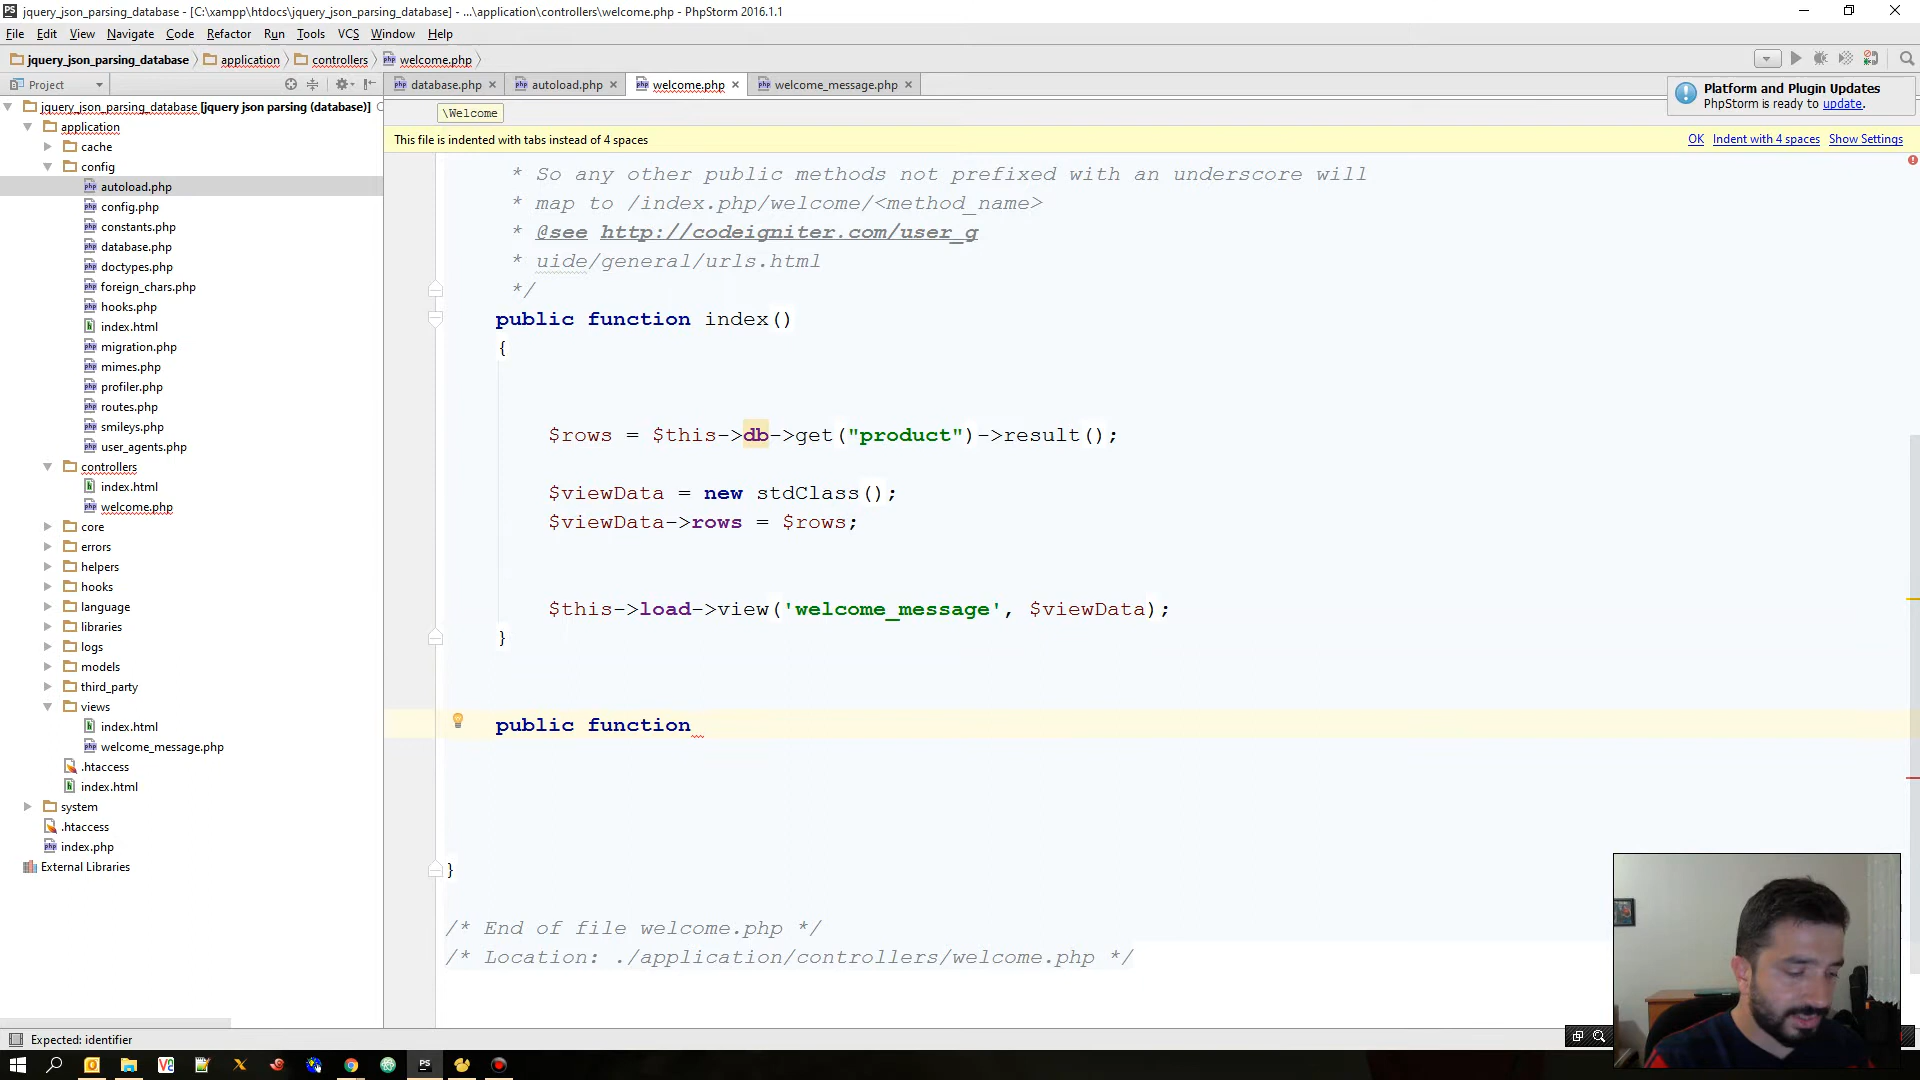 jquery_json_parsing_database - [C:\xampp\htdocs\jquery_json_parsing_database] - ...\application\controllers\welcome.php - PhpStorm 2016.1.1
File Edit View Navigate Code Refactor Run Tools VCS Window Help
jquery_json_parsing_database application controllers welcome.php
Project
database.php autoload.php welcome.php welcome_message.php
Platform and Plugin Updates
PhpStorm is ready to update.
\Welcome
This file is indented with tabs instead of 4 spaces
OK Indent with 4 spaces Show Settings
jquery_json_parsing_database [jquery json parsing (database)]
application
cache
config
autoload.php
config.php
constants.php
database.php
doctypes.php
foreign_chars.php
hooks.php
index.html
migration.php
mimes.php
profiler.php
routes.php
smileys.php
user_agents.php
controllers
index.html
welcome.php
core
errors
helpers
hooks
language
libraries
logs
models
third_party
views
index.html
welcome_message.php
.htaccess
index.html
system
.htaccess
index.php
External Libraries
* So any other public methods not prefixed with an underscore will
* map to /index.php/welcome/<method_name>
* @see http://codeigniter.com/user_g
* uide/general/urls.html
*/
public function index()
{
$rows = $this->db->get("product")->result();
$viewData = new stdClass();
$viewData->rows = $rows;
$this->load->view('welcome_message', $viewData);
}
public function
}
/* End of file welcome.php */
/* Location: ./application/controllers/welcome.php */
Expected: identifier